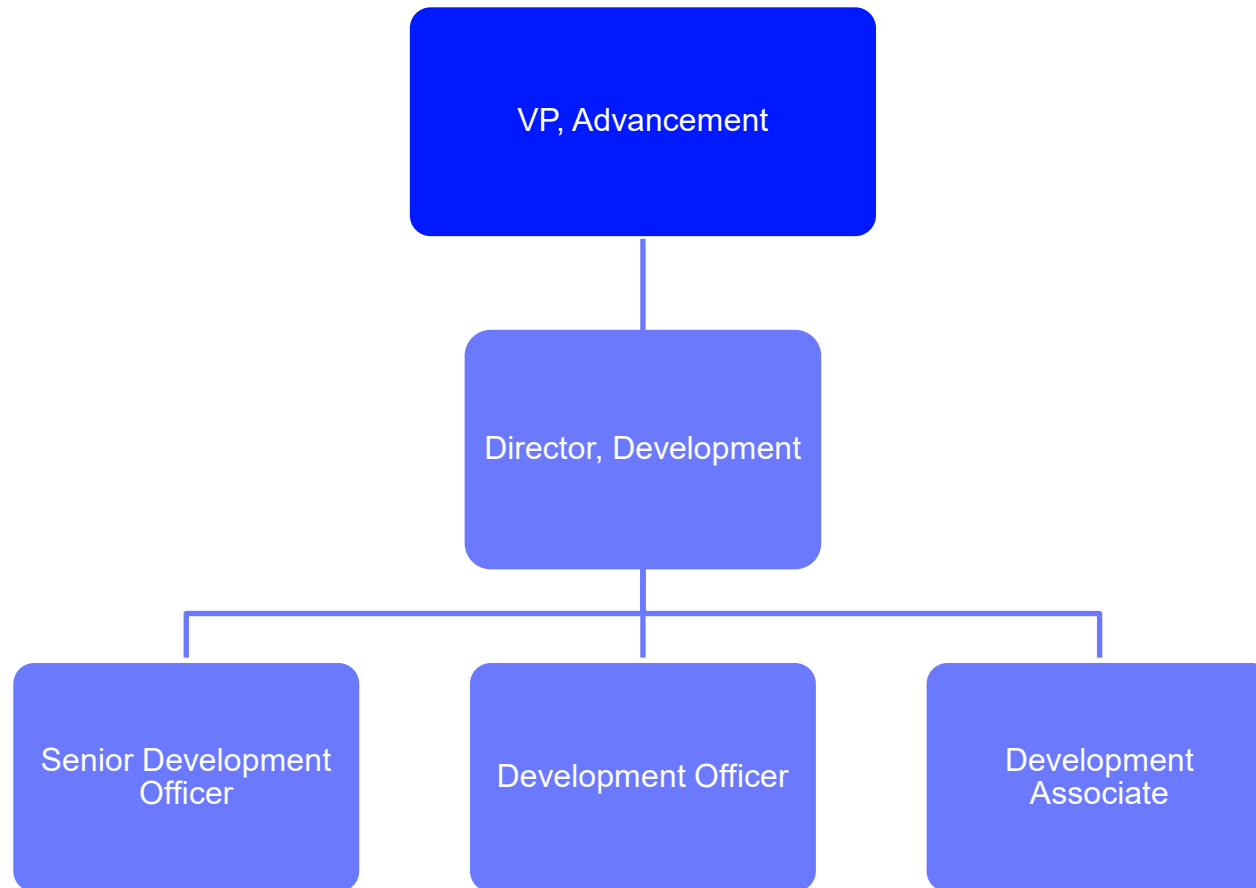 VP, Advancement
Director, Development
Senior Development
Officer
Development Officer
Development
Associate